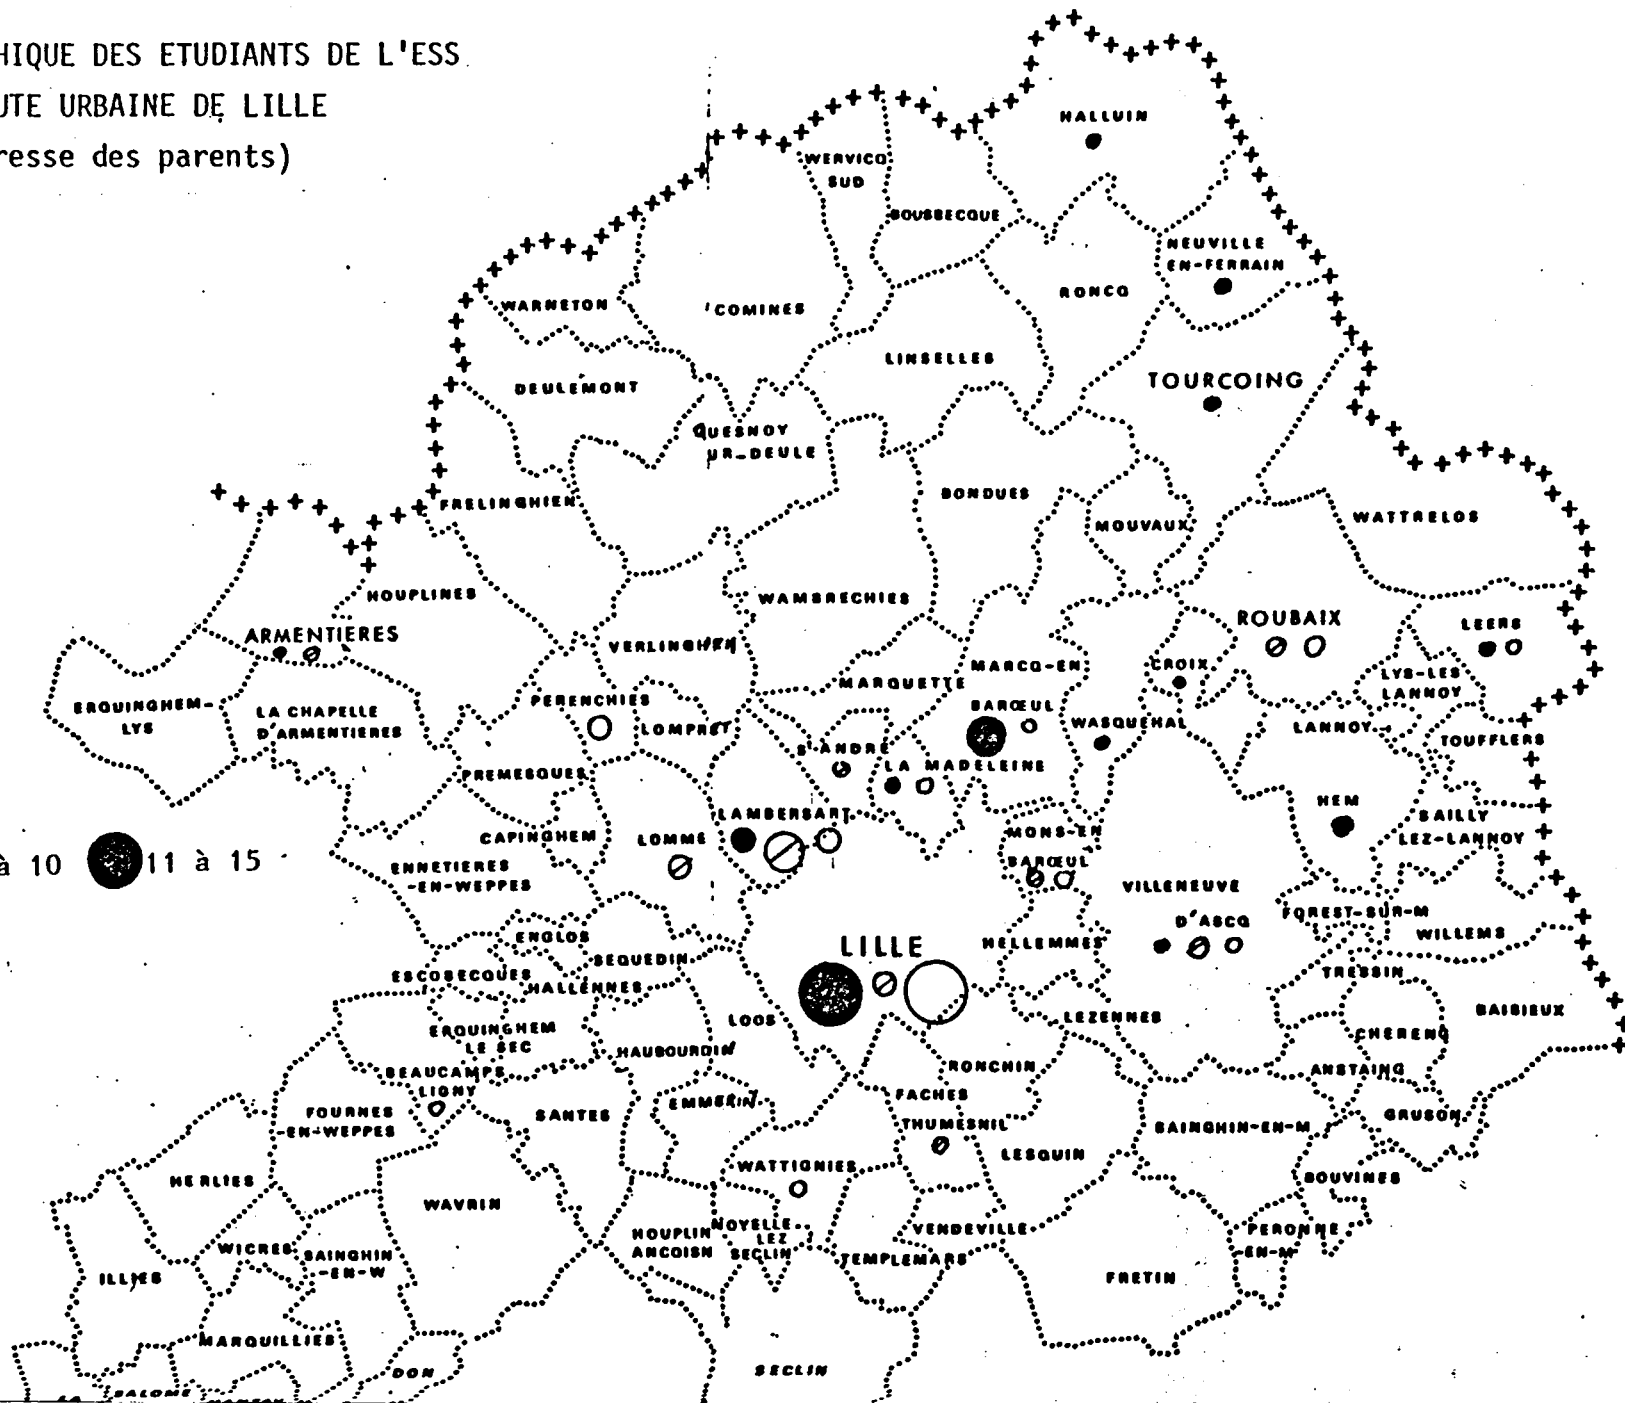 HIQUE DES ETUDIANTS DE L'ESS
UTE URBAINE DE LILLE
resse des parents)
HALLUIN
WERVICQ
SUD
BOUSBECQUE
NEUVILLE
EN-FERRAIN
WARNETON
COMINES
RONCQ
LINSELLES
DEULEMONT
TOURCOING
QUESNOY
UR-DEULE
FRELINGHIEN
BONDUES
MOUVAUX
WATTRELOS
HOUPLINES
WAMBRECHIES
ARMENTIERES
VERLINGHEN
ROUBAIX
LEERS
MARCQ-EN
BARŒUL
CROIX
MARQUETTE
LYS-LES
LANNOY
ERQUINGHEM-
LYS
LA CHAPELLE
D'ARMENTIERES
PERENCHIES
LOMPRET
WASQUEHAL
LANNOY
TOUFFLERS
ST ANDRE
LA MADELEINE
PREMESQUES
HEM
SAILLY
LEZ-LANNOY
LAMBERSART
CAPINGHEM
LOMME
MONS-EN
BARŒUL
à 10
11 à 15
ENNETIERES
-EN-WEPPES
VILLENEUVE
D'ASCQ
FOREST-SUR-M
WILLEMS
ENGLOS
LILLE
HELLEMMES
SEQUEDIN
ESCOBECQUES
HALLENNES
TRESSIN
BAISIEUX
ERQUINGHEM
LE SEC
LOOS
LEZENNES
CHERENG
HAUBOURDIN
BEAUCAMPS
LIGNY
RONCHIN
ANSTAING
FOURNES
-EN-WEPPES
SANTES
EMMERIN
FACHES
THUMESNIL
SAINGHIN-EN-M
GRUSON
LESQUIN
WATTIGNIES
HERLIES
WAVRIN
BOUVINES
HOUPLIN
ANCOISN
NOYELLE
LEZ
SECLIN
VENDEVILLE
PERONNE
-EN-M
WICRES
SAINGHIN
-EN-W
TEMPLEMARS
ILLIES
FRETIN
MARQUILLIES
DON
SECLIN
SALOME